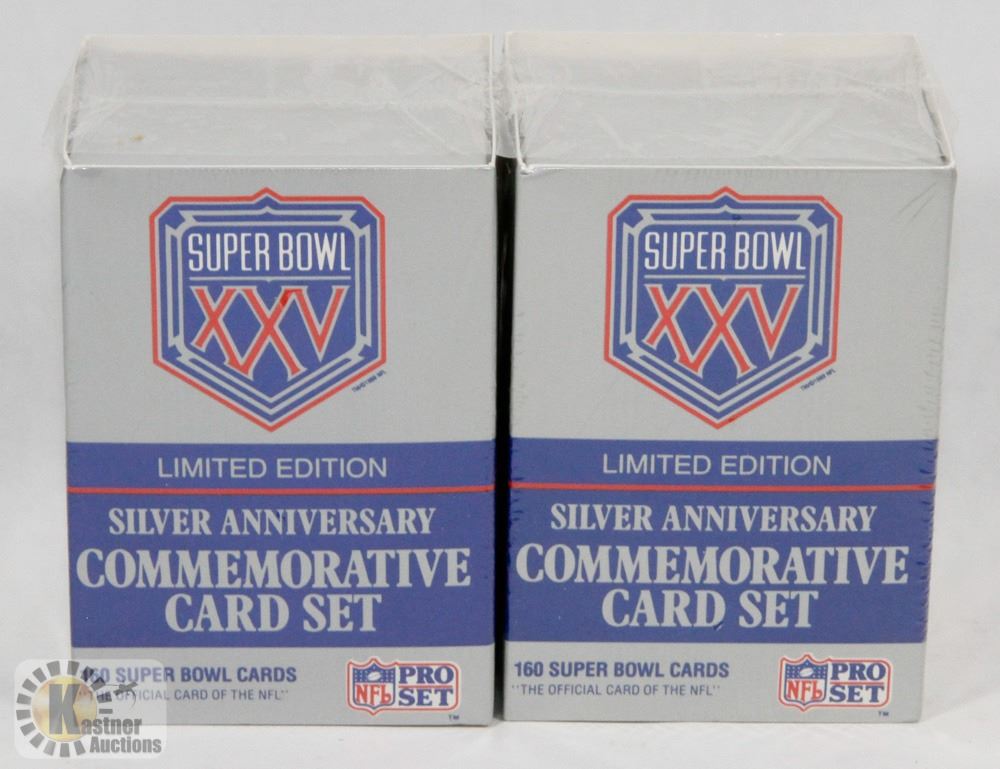 SUPER BOWL
XXV
LIMITED EDITION
SILVER ANNIVERSARY
COMMEMORATIVE
CARD SET
160 SUPER BOWL CARDS
"THE OFFICIAL CARD OF THE NFL"
NFL PRO SET
TM
SUPER BOWL
XXV
LIMITED EDITION
SILVER ANNIVERSARY
COMMEMORATIVE
CARD SET
160 SUPER BOWL CARDS
"THE OFFICIAL CARD OF THE NFL"
NFL PRO SET
TM
Kastner
Auctions